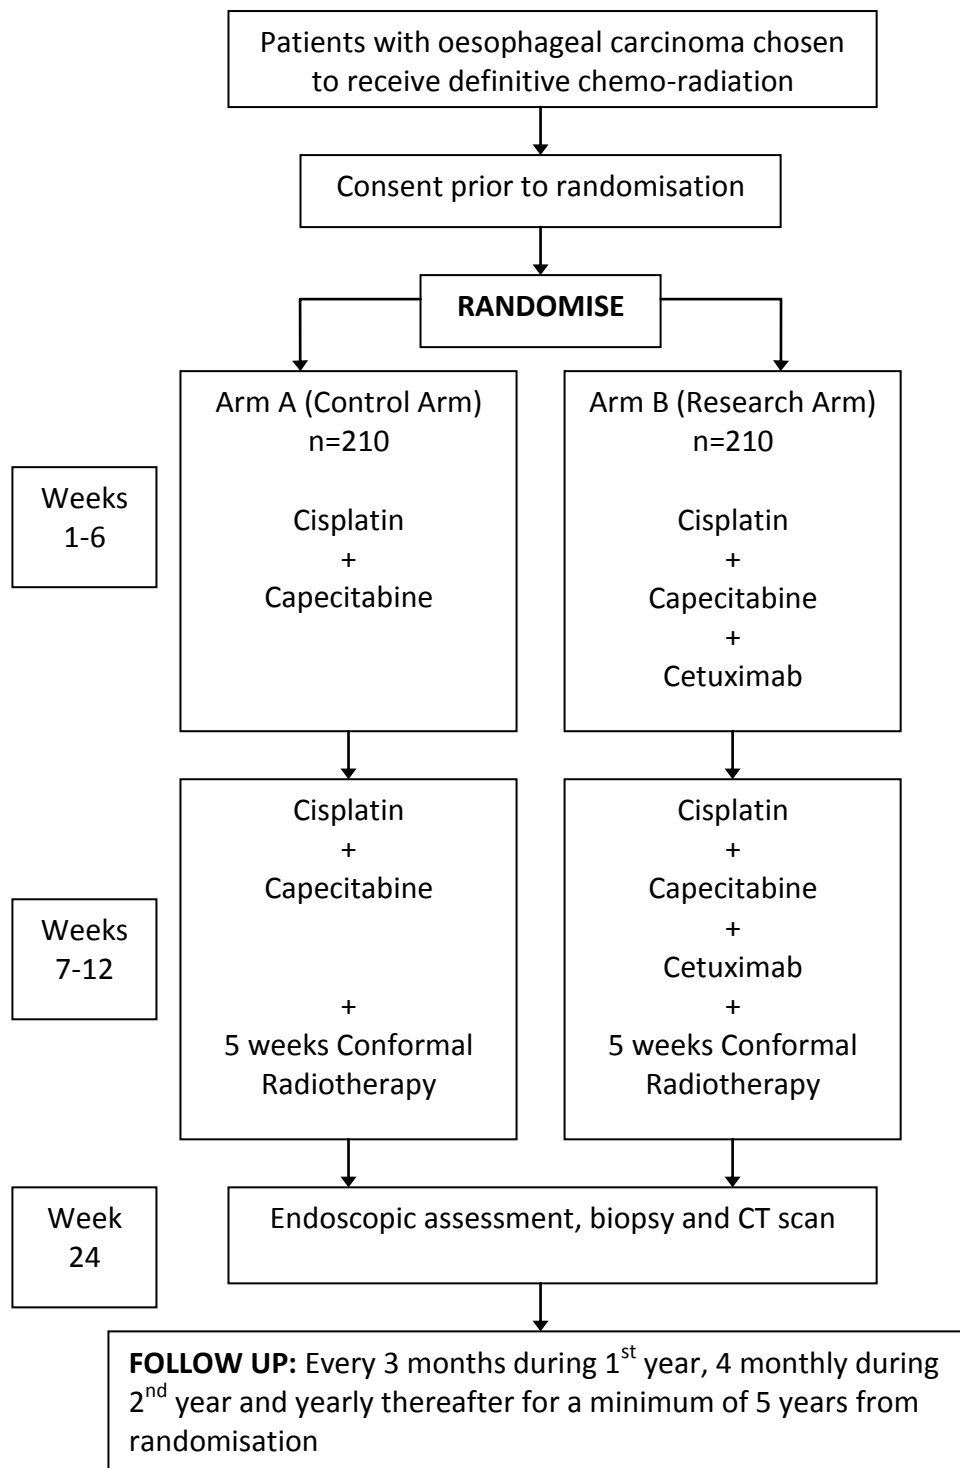 Patients with oesophageal carcinoma chosen
to receive definitive chemo-radiation
Consent prior to randomisation
RANDOMISE
Arm A (Control Arm)
n=210
Cisplatin
+
Capecitabine
Arm B (Research Arm)
n=210
Cisplatin
+
Capecitabine
+
Cetuximab
Weeks
1-6
Cisplatin
+
Capecitabine
+
5 weeks Conformal
Radiotherapy
Cisplatin
+
Capecitabine
+
Cetuximab
+
5 weeks Conformal
Radiotherapy
Weeks
7-12
Week
24
Endoscopic assessment, biopsy and CT scan
FOLLOW UP: Every 3 months during 1st year, 4 monthly during
2nd year and yearly thereafter for a minimum of 5 years from
randomisation